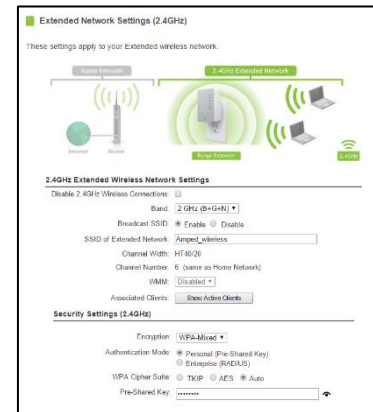 Extended Network Settings (2.4GHz)
These settings apply to your Extended wireless network.
Home Network
2.4GHz Extended Network
Internet
Router
Range Extender
2.4GHz
2.4GHz Extended Wireless Network Settings
Disable 2.4GHz Wireless Connections:
Band: 2 GHz (B+G+N)
Broadcast SSID: Enable Disable
SSID of Extended Network: Amped_wireless
Channel Width: HT40/20
Channel Number: 6 (same as Home Network)
WMM: Disabled
Associated Clients: Show Active Clients
Security Settings (2.4GHz)
Encryption: WPA-Mixed
Authentication Mode: Personal (Pre-Shared Key)
Enterprise (RADIUS)
WPA Cipher Suite: TKIP AES Auto
Pre-Shared Key: ••••••••